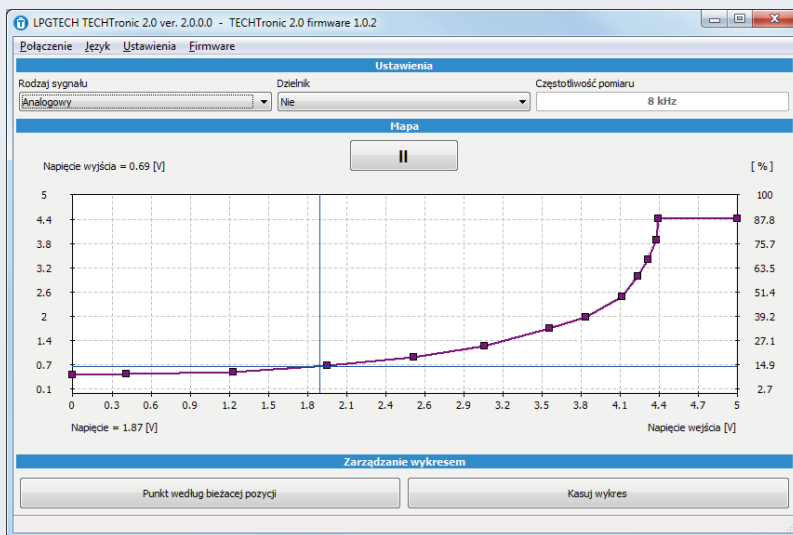 LPGTECH TECHTronic 2.0 ver. 2.0.0.0 - TECHTronic 2.0 firmware 1.0.2
Połączenie Język Ustawienia Firmware
Ustawienia
Rodzaj sygnału Dzielnik Częstotliwość pomiaru
Analogowy Nie 8 kHz
Mapa
Napięcie wyjścia = 0.69 [V] II [ % ]
5 100
4.4 87.8
3.8 75.7
3.2 63.5
2.6 51.4
2 39.2
1.4 27.1
0.7 14.9
0.1 2.7
0 0.3 0.6 0.9 1.2 1.5 1.8 2.1 2.4 2.6 2.9 3.2 3.5 3.8 4.1 4.4 4.7 5
Napięcie = 1.87 [V] Napięcie wejścia [V]
Zarządzanie wykresem
Punkt według bieżacej pozycji Kasuj wykres